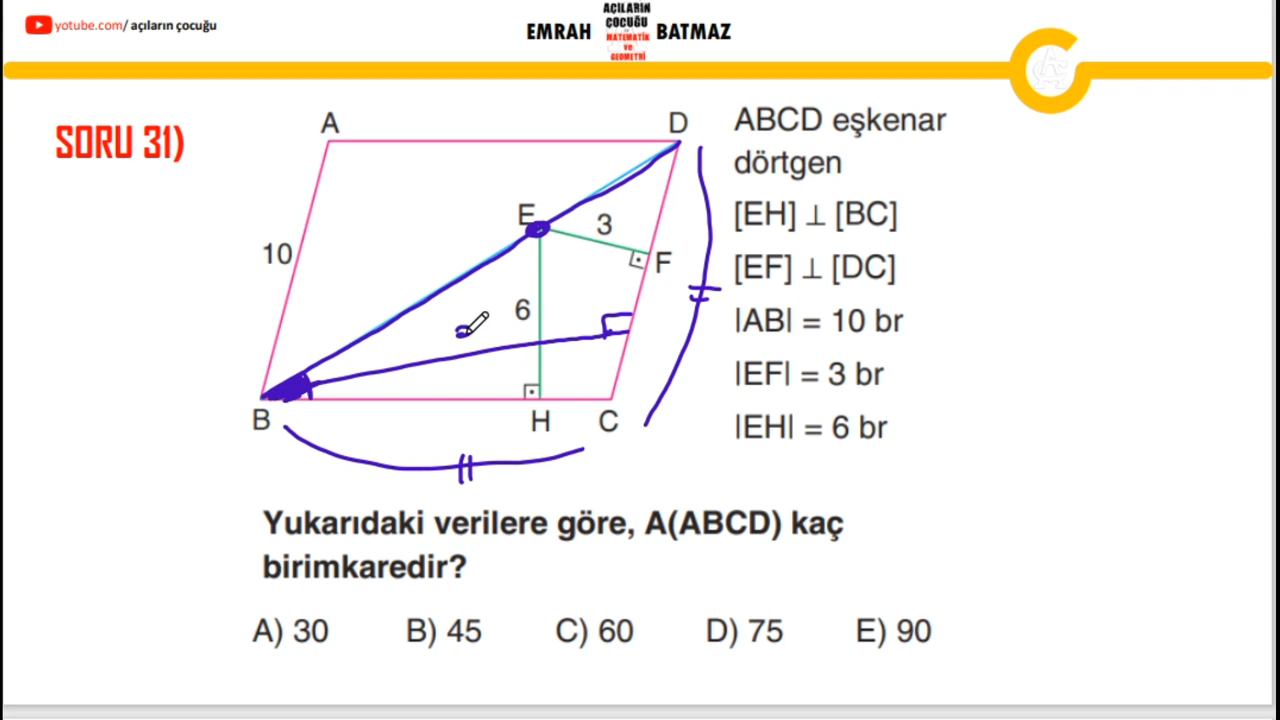 yotube.com/ açıların çocuğu
EMRAH
AÇILARIN
ÇOCUĞU
MATEMATİK
ve
GEOMETRİ
BATMAZ
SORU 31)
A
D
E
3
10
F
6
B
H
C
ABCD eşkenar
dörtgen
[EH] ⊥ [BC]
[EF] ⊥ [DC]
|AB| = 10 br
|EF| = 3 br
|EH| = 6 br
Yukarıdaki verilere göre, A(ABCD) kaç
birimkaredir?
A) 30 B) 45 C) 60 D) 75 E) 90